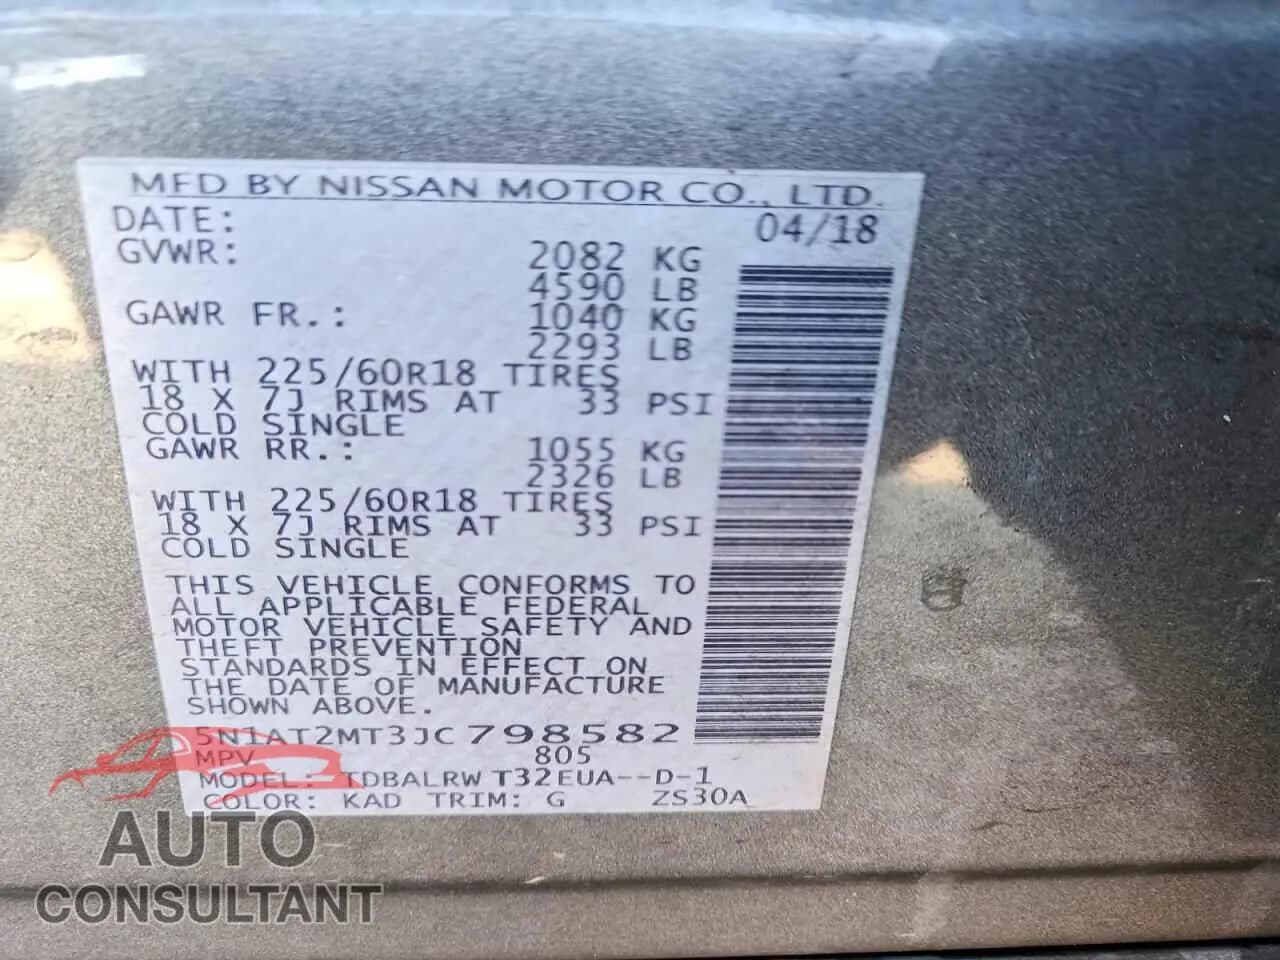 MFD BY NISSAN MOTOR CO., LTD.
DATE: 04/18
GVWR: 2082 KG
4590 LB
GAWR FR.: 1040 KG
2293 LB
WITH 225/60R18 TIRES
18 X 7J RIMS AT 33 PSI
COLD SINGLE
GAWR RR.: 1055 KG
2326 LB
WITH 225/60R18 TIRES
18 X 7J RIMS AT 33 PSI
COLD SINGLE
THIS VEHICLE CONFORMS TO
ALL APPLICABLE FEDERAL
MOTOR VEHICLE SAFETY AND
THEFT PREVENTION
STANDARDS IN EFFECT ON
THE DATE OF MANUFACTURE
SHOWN ABOVE.
5N1AT2MT3JC798582
MPV 805
MODEL: TDBALRW T32EUA--D-1
COLOR: KAD TRIM: G ZS30A
AUTO
CONSULTANT